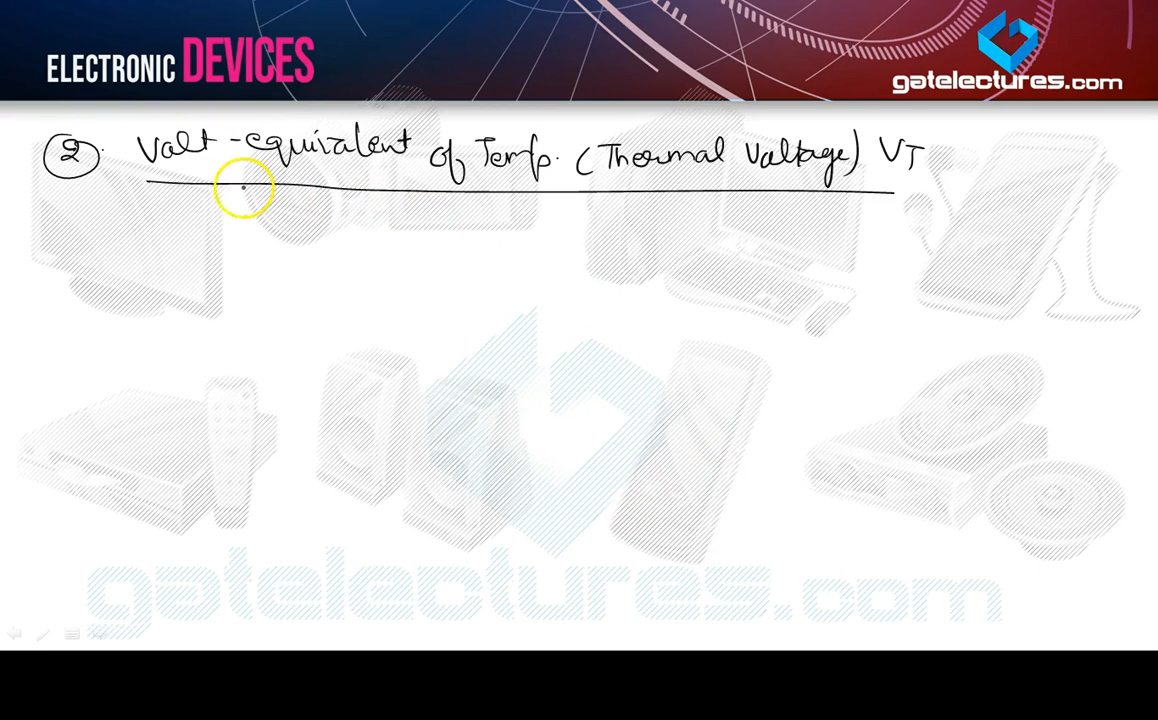 ELECTRONIC DEVICES
gatelectures.com
2. Volt-equivalent of Temp. (Thermal Voltage) VT
gatelectures.com